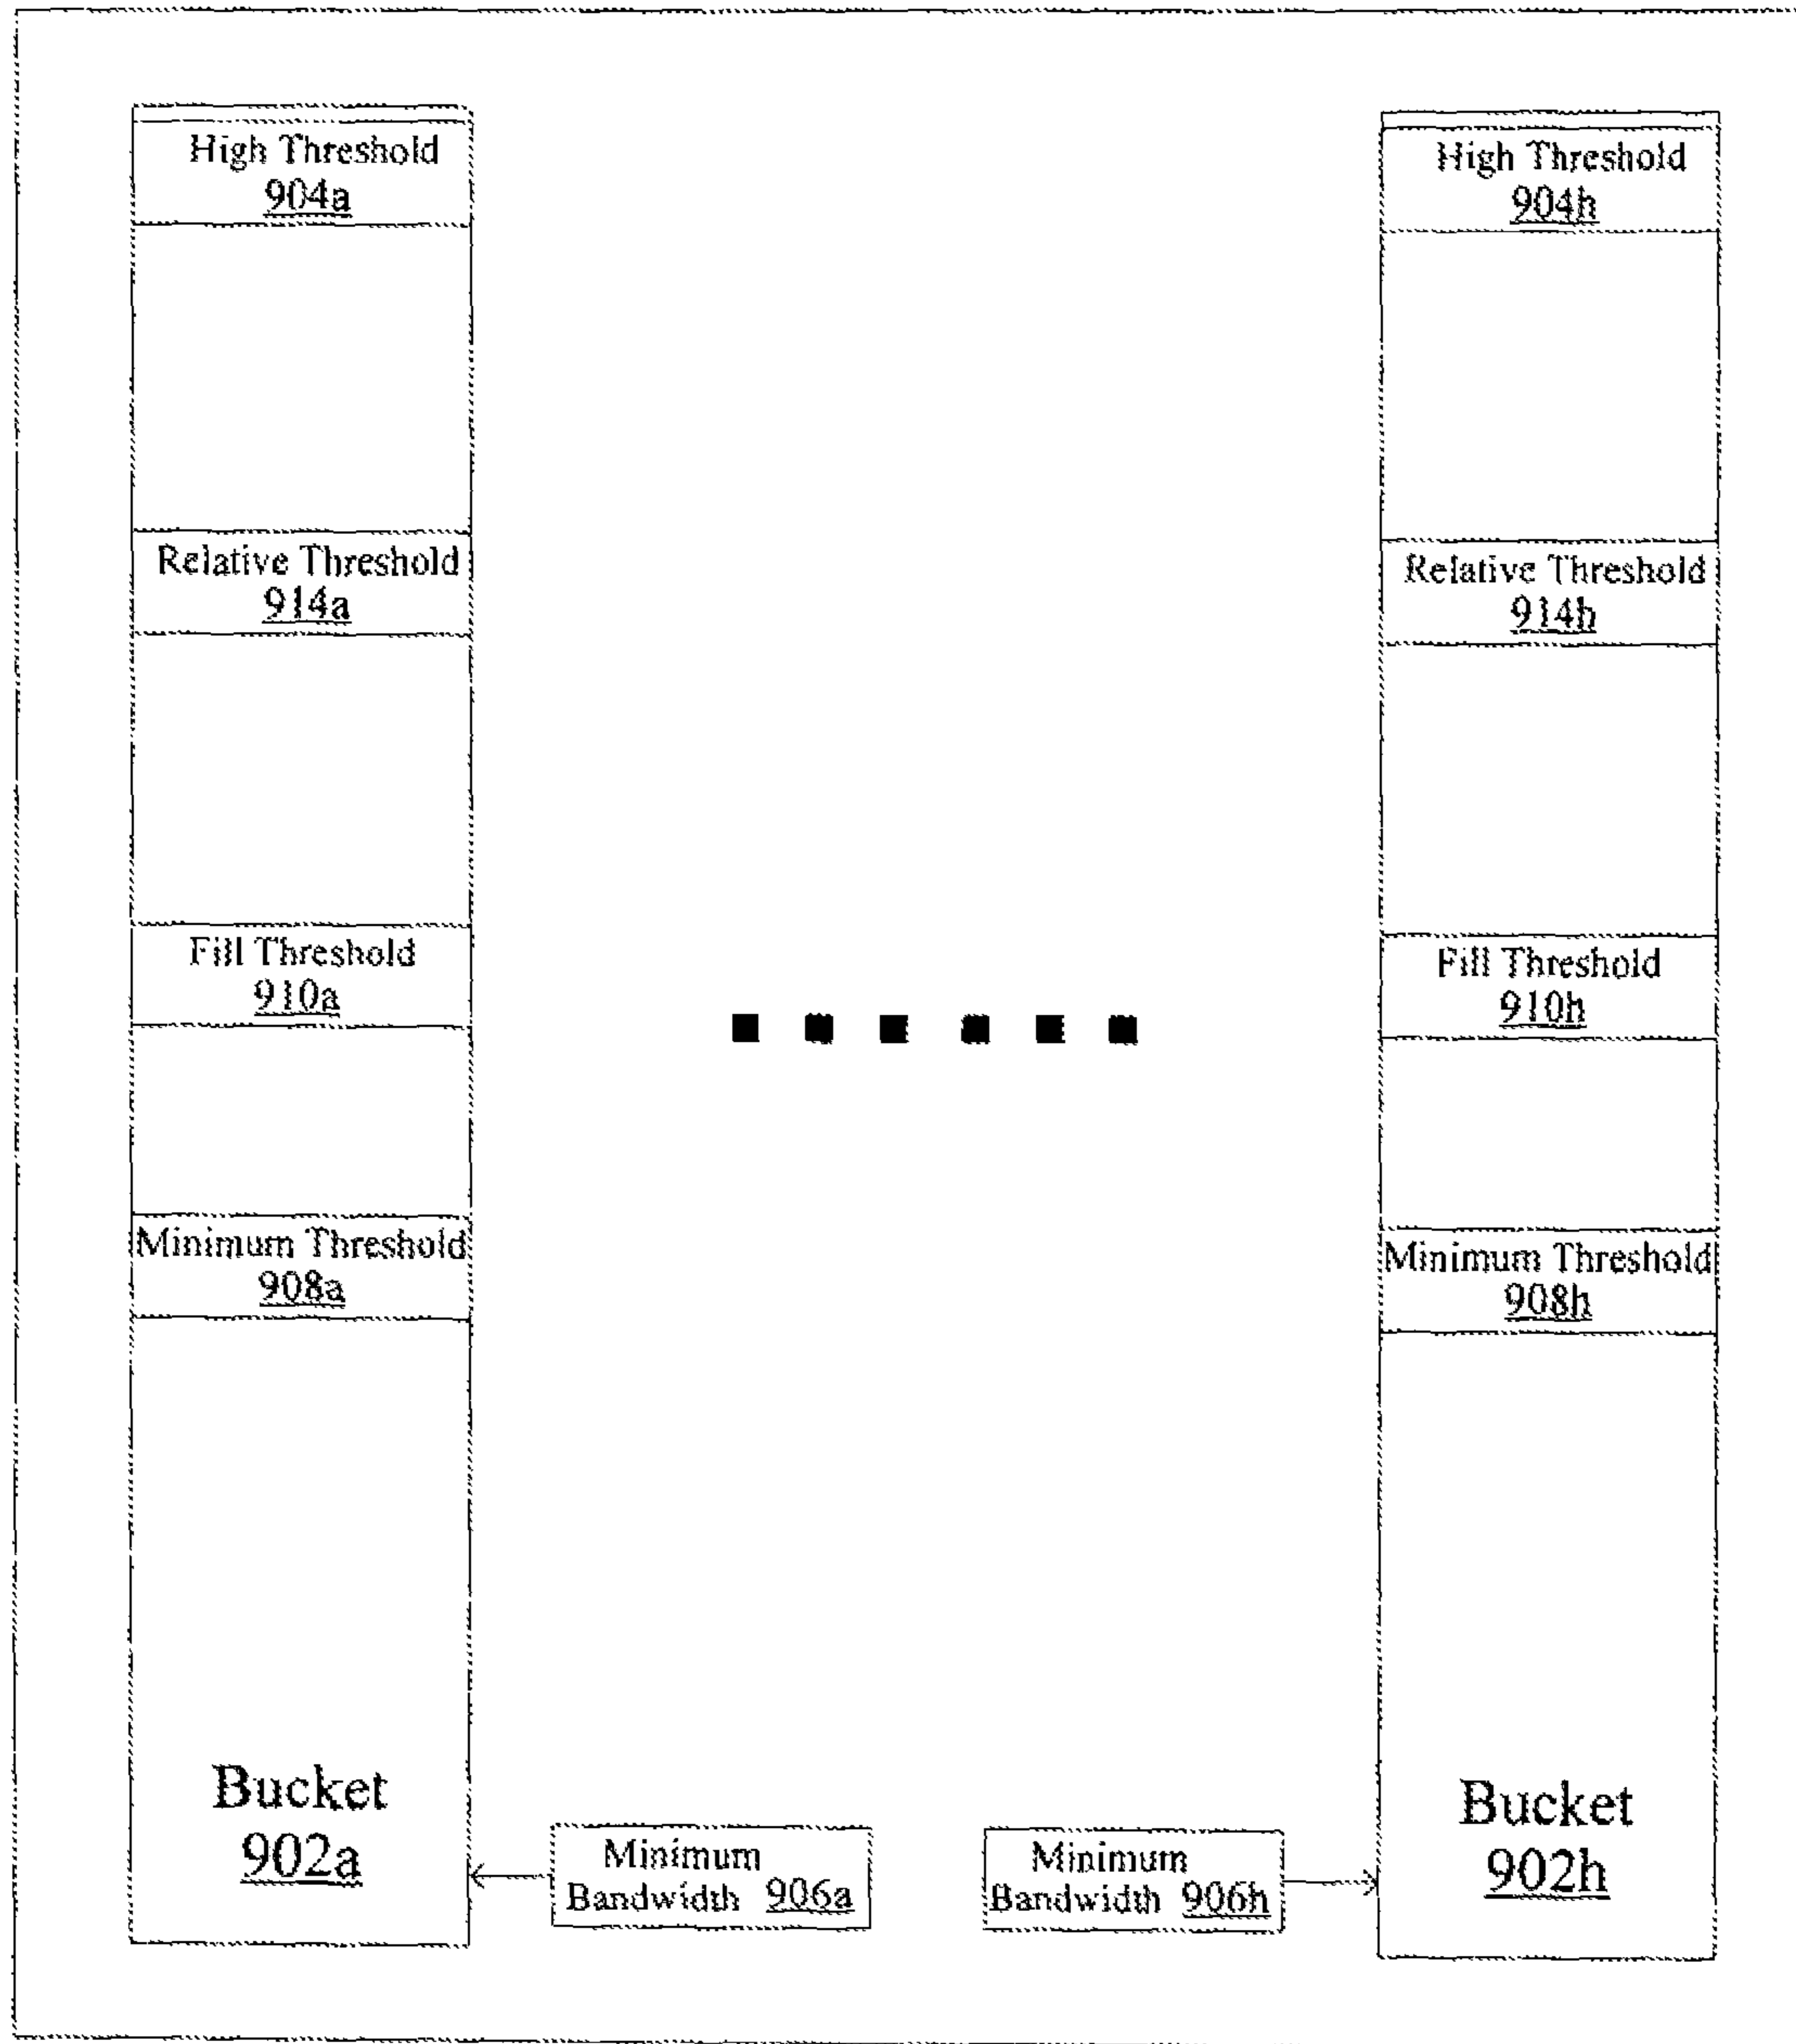 High Threshold
904a
Relative Threshold
914a
Fill Threshold
910a
Minimum Threshold
908a
Bucket
902a
Minimum
Bandwidth 906a
High Threshold
904h
Relative Threshold
914h
Fill Threshold
910h
Minimum Threshold
908h
Bucket
902h
Minimum
Bandwidth 906h